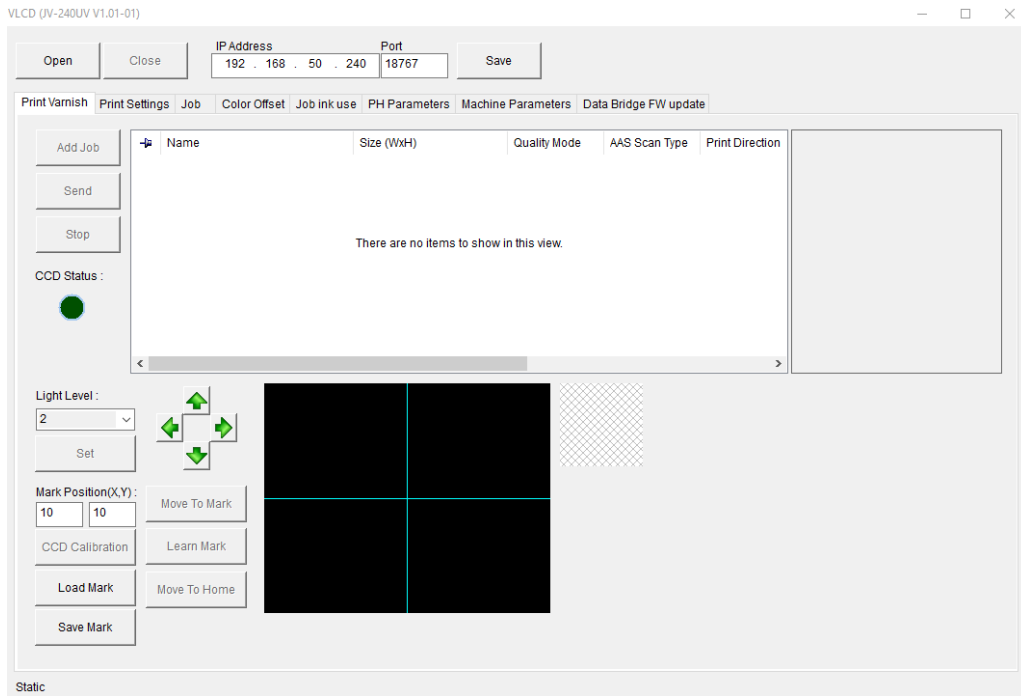 VLCD (JV-240UV V1.01-01)
IP Address Port
Open Close 192 . 168 . 50 . 240 18767 Save
Print Varnish Print Settings Job Color Offset Job ink use PH Parameters Machine Parameters Data Bridge FW update
Add Job Name Size (WxH) Quality Mode AAS Scan Type Print Direction
Send
Stop
There are no items to show in this view.
CCD Status :
Light Level :
2
Set
Mark Position(X,Y) :
10 10
Move To Mark
CCD Calibration Learn Mark
Load Mark Move To Home
Save Mark
Static